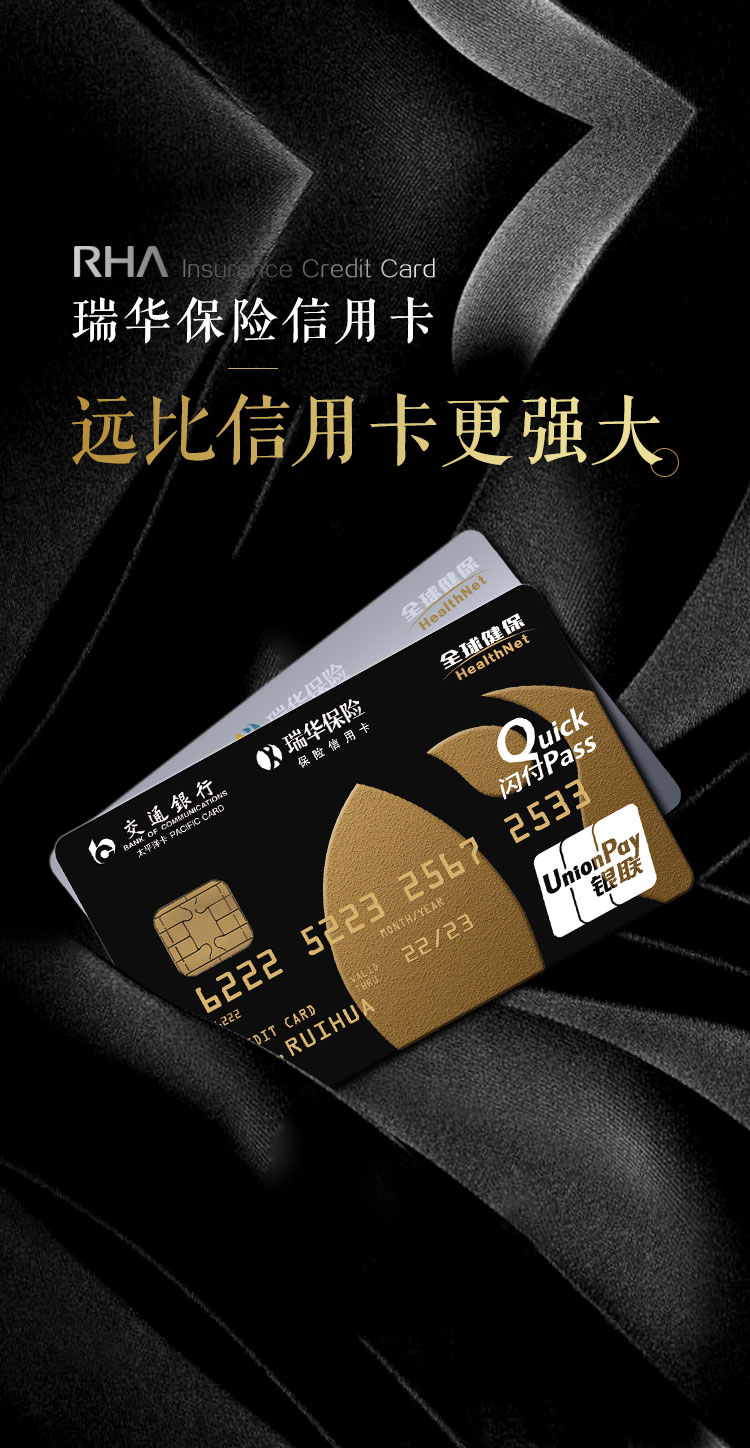 RHA Insurance Credit Card
瑞华保险信用卡
远比信用卡更强大。
全球健保
HealthNet
瑞华保险
全球健保
HealthNet
瑞华保险
保险信用卡
交通銀行
BANK OF COMMUNICATIONS
太平洋卡 PACIFIC CARD
Quick
闪付Pass
6222 5223 2567 2533
MONTH/YEAR
VALID
THRU
22/23
UnionPay
银联
CARD
RUIHUA